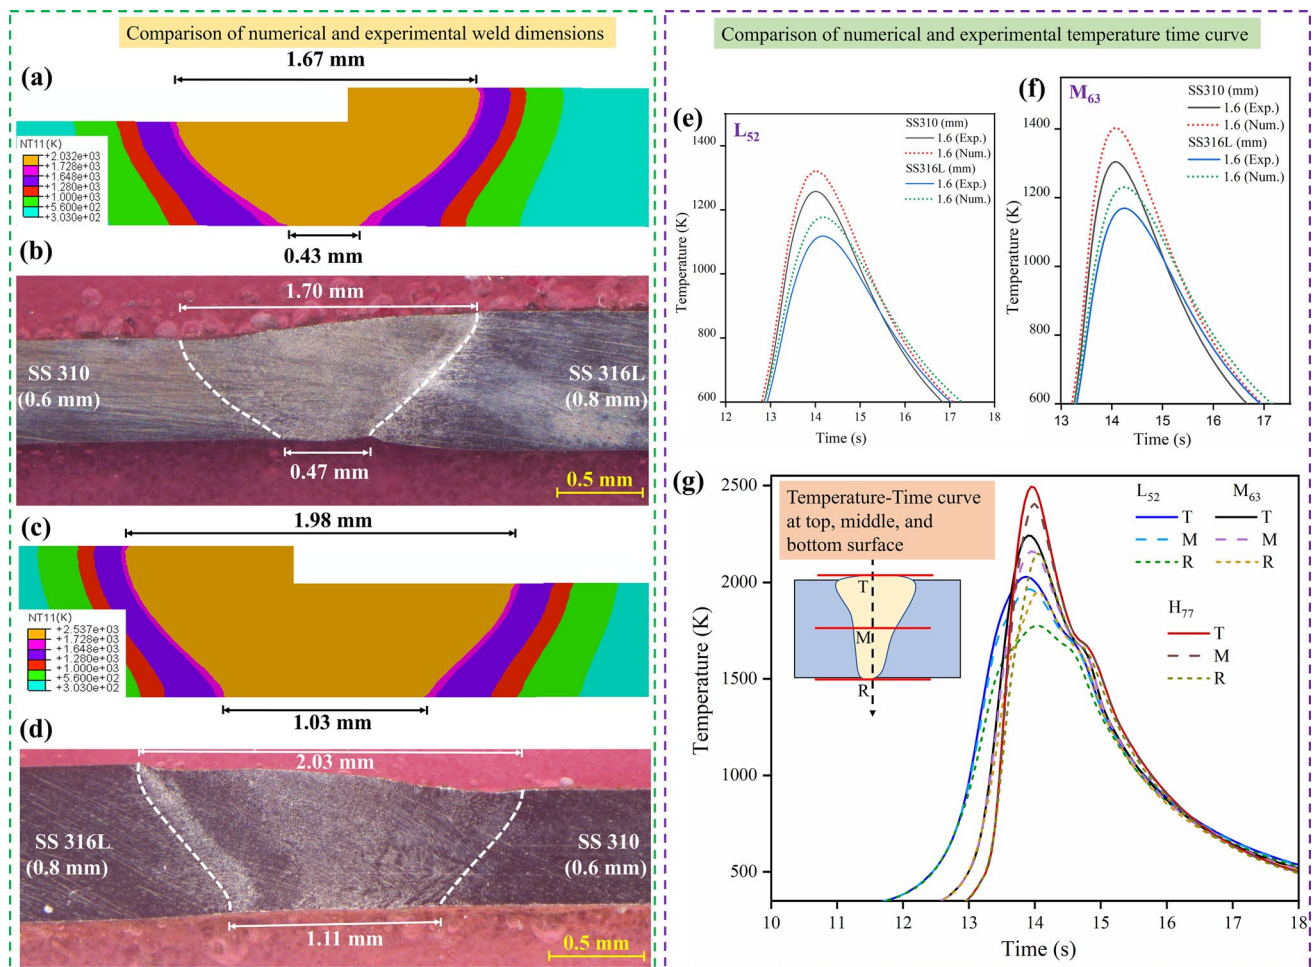 Comparison of numerical and experimental weld dimensions
(a)
1.67 mm
NT11(K)
+2.032e+03
+1.728e+03
+1.648e+03
+1.280e+03
+1.000e+03
+5.600e+02
+3.030e+02
0.43 mm
(b)
1.70 mm
SS 310
(0.6 mm)
SS 316L
(0.8 mm)
0.47 mm
0.5 mm
(c)
1.98 mm
NT11(K)
+2.537e+03
+1.728e+03
+1.648e+03
+1.280e+03
+1.000e+03
+5.600e+02
+3.030e+02
1.03 mm
(d)
2.03 mm
SS 316L
(0.8 mm)
SS 310
(0.6 mm)
1.11 mm
0.5 mm
Comparison of numerical and experimental temperature time curve
(e)
L52
SS310 (mm)
1.6 (Exp.)
1.6 (Num.)
SS316L (mm)
1.6 (Exp.)
1.6 (Num.)
Temperature (K)
1400
1200
1000
800
600
12 13 14 15 16 17 18
Time (s)
(f)
M63
SS310 (mm)
1.6 (Exp.)
1.6 (Num.)
SS316L (mm)
1.6 (Exp.)
1.6 (Num.)
Temperature (K)
1400
1200
1000
800
600
13 14 15 16 17
Time (s)
(g)
Temperature-Time curve
at top, middle, and
bottom surface
T
M
R
L52 M63
T T
M M
R R
H77
T
M
R
Temperature (K)
2500
2000
1500
1000
500
10 11 12 13 14 15 16 17 18
Time (s)